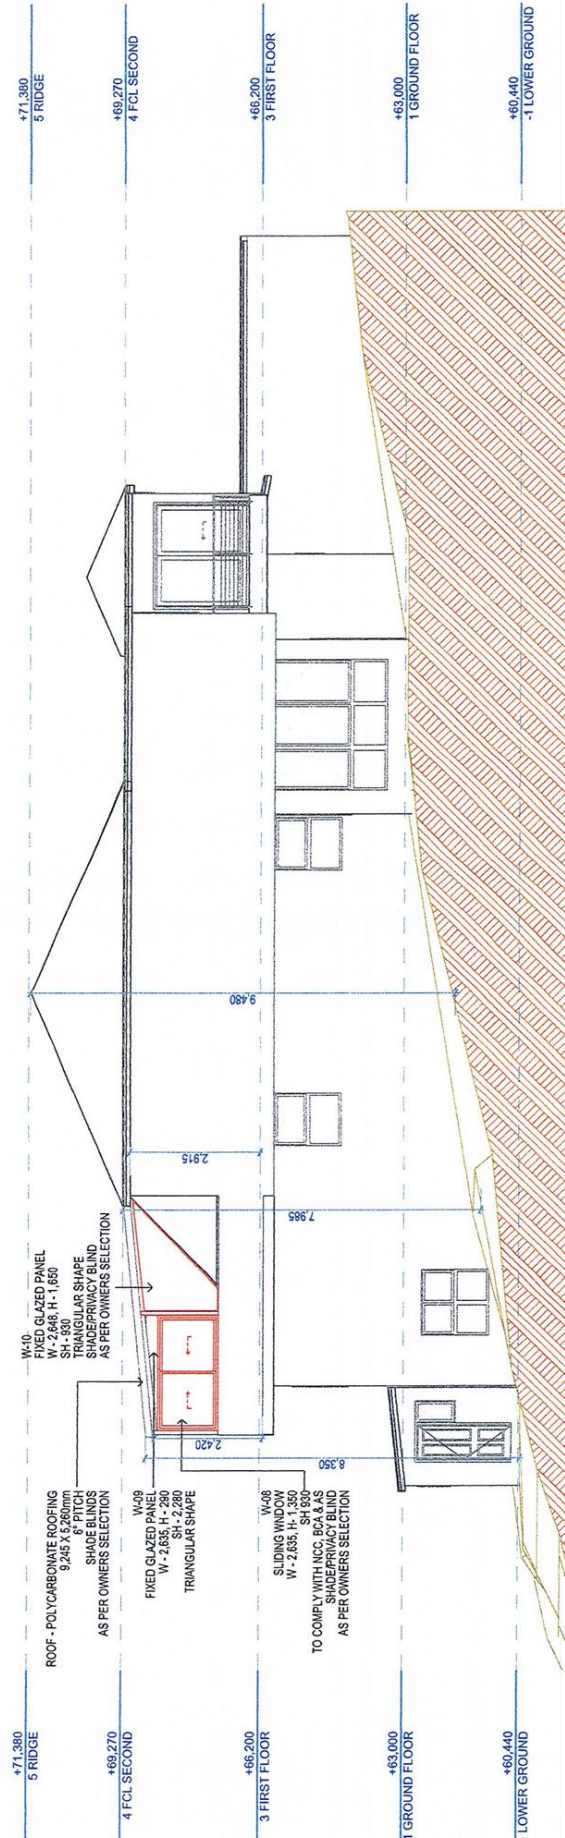 +71,380
5 RIDGE
+69,270
4 FCL SECOND
+66,200
3 FIRST FLOOR
+63,000
1 GROUND FLOOR
+60,440
LOWER GROUND
ROOF - POLYCARBONATE ROOFING
9,245 X 5,260mm
6° PITCH
SHADE BLINDS
AS PER OWNERS SELECTION
W-09
FIXED GLAZED PANEL
W - 2,635, H - 290
SH - 2,280
TRIANGULAR SHAPE
W-08
SLIDING WINDOW
W - 2,635, H - 1,350
SH 930
TO COMPLY WITH NCC, BCA & AS
SHADE/PRIVACY BLIND
AS PER OWNERS SELECTION
W-10
FIXED GLAZED PANEL
W - 2,648, H - 1,650
SH - 930
TRIANGULAR SHAPE
SHADE/PRIVACY BLIND
AS PER OWNERS SELECTION
2,420
8,350
2,915
7,985
9,480
+71,380
5 RIDGE
+69,270
4 FCL SECOND
+66,200
3 FIRST FLOOR
+63,000
1 GROUND FLOOR
+60,440
-1 LOWER GROUND